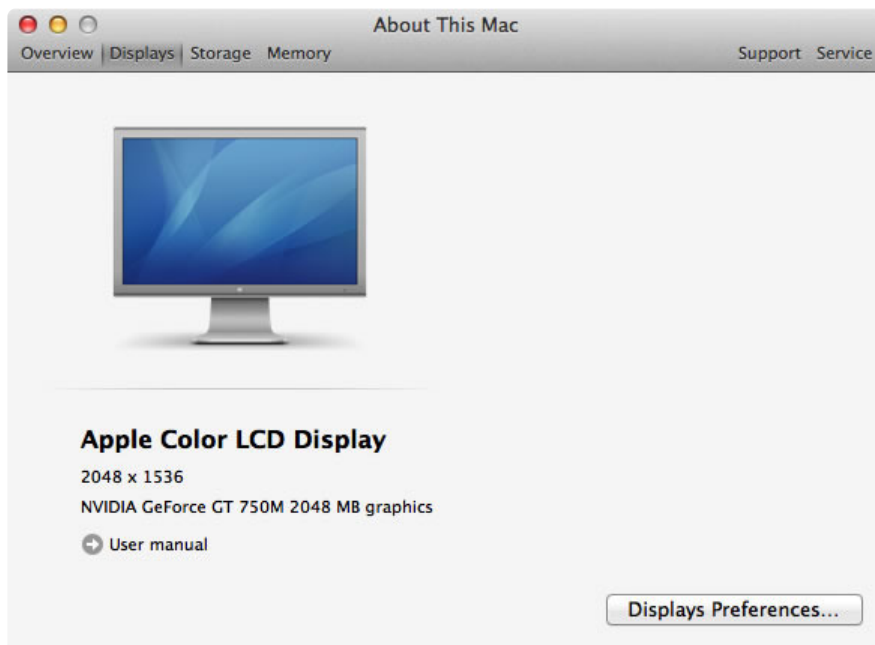 About This Mac
Overview Displays Storage Memory Support Service
Apple Color LCD Display
2048 x 1536
NVIDIA GeForce GT 750M 2048 MB graphics
User manual
Displays Preferences...